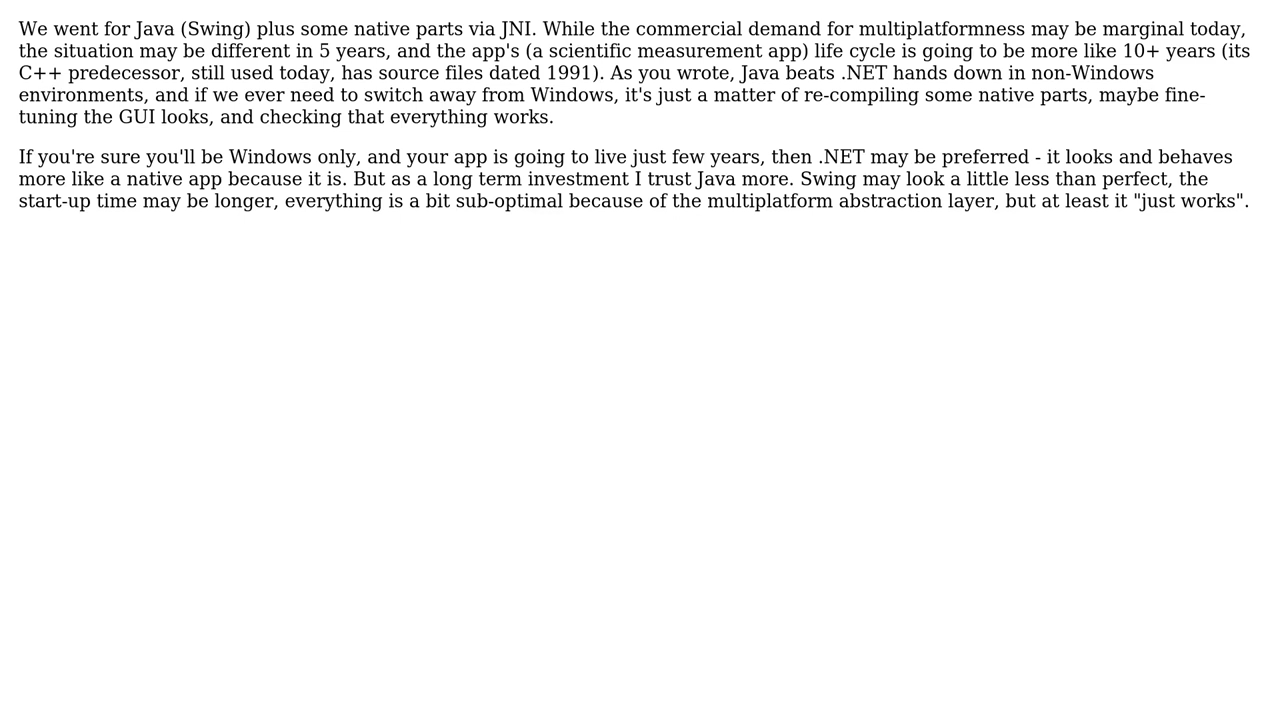 We went for Java (Swing) plus some native parts via JNI. While the commercial demand for multiplatformness may be marginal today,
the situation may be different in 5 years, and the app's (a scientific measurement app) life cycle is going to be more like 10+ years (its
C++ predecessor, still used today, has source files dated 1991). As you wrote, Java beats .NET hands down in non-Windows
environments, and if we ever need to switch away from Windows, it's just a matter of re-compiling some native parts, maybe fine-
tuning the GUI looks, and checking that everything works.
If you're sure you'll be Windows only, and your app is going to live just few years, then .NET may be preferred - it looks and behaves
more like a native app because it is. But as a long term investment I trust Java more. Swing may look a little less than perfect, the
start-up time may be longer, everything is a bit sub-optimal because of the multiplatform abstraction layer, but at least it "just works".